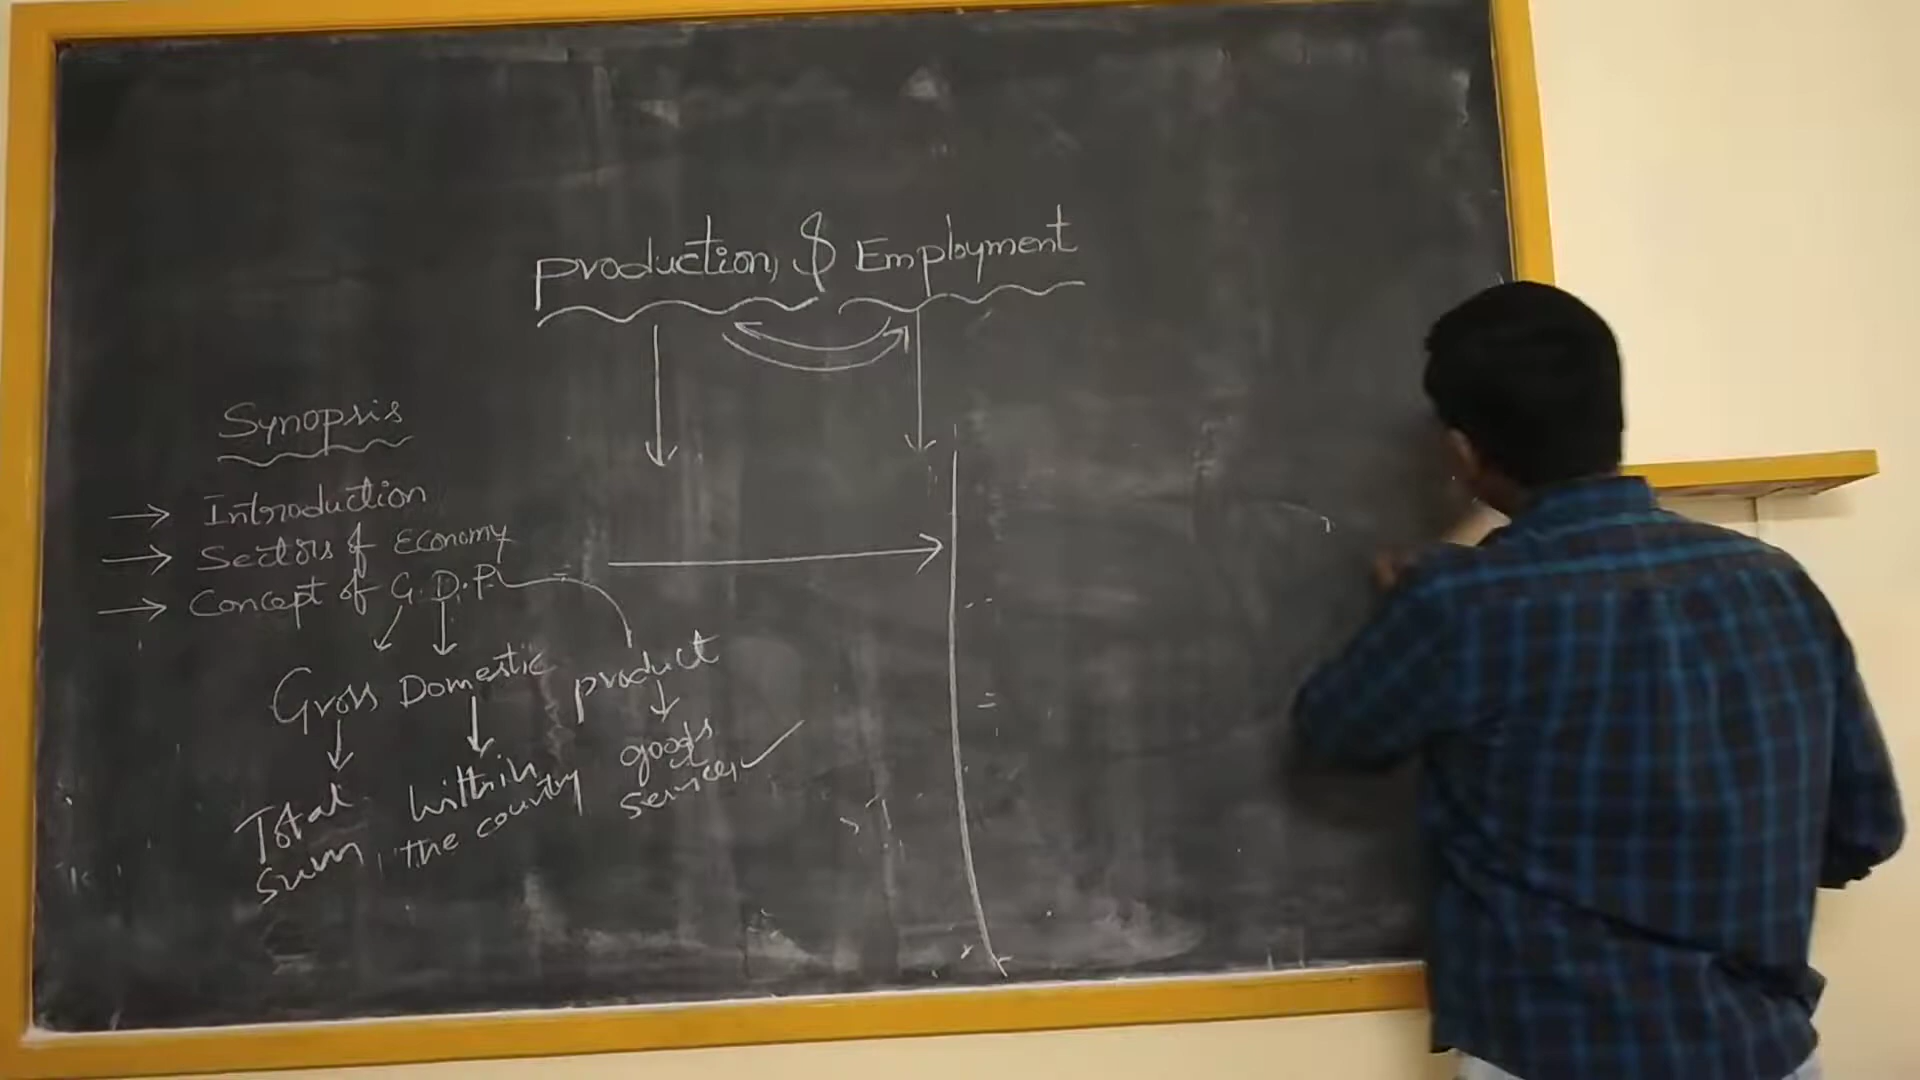 production, & Employment
Synopsis
→ Introduction
→ Sectors of Economy
→ Concept of G.D.P.
Gross Domestic product
Total sum
within the country
goods services